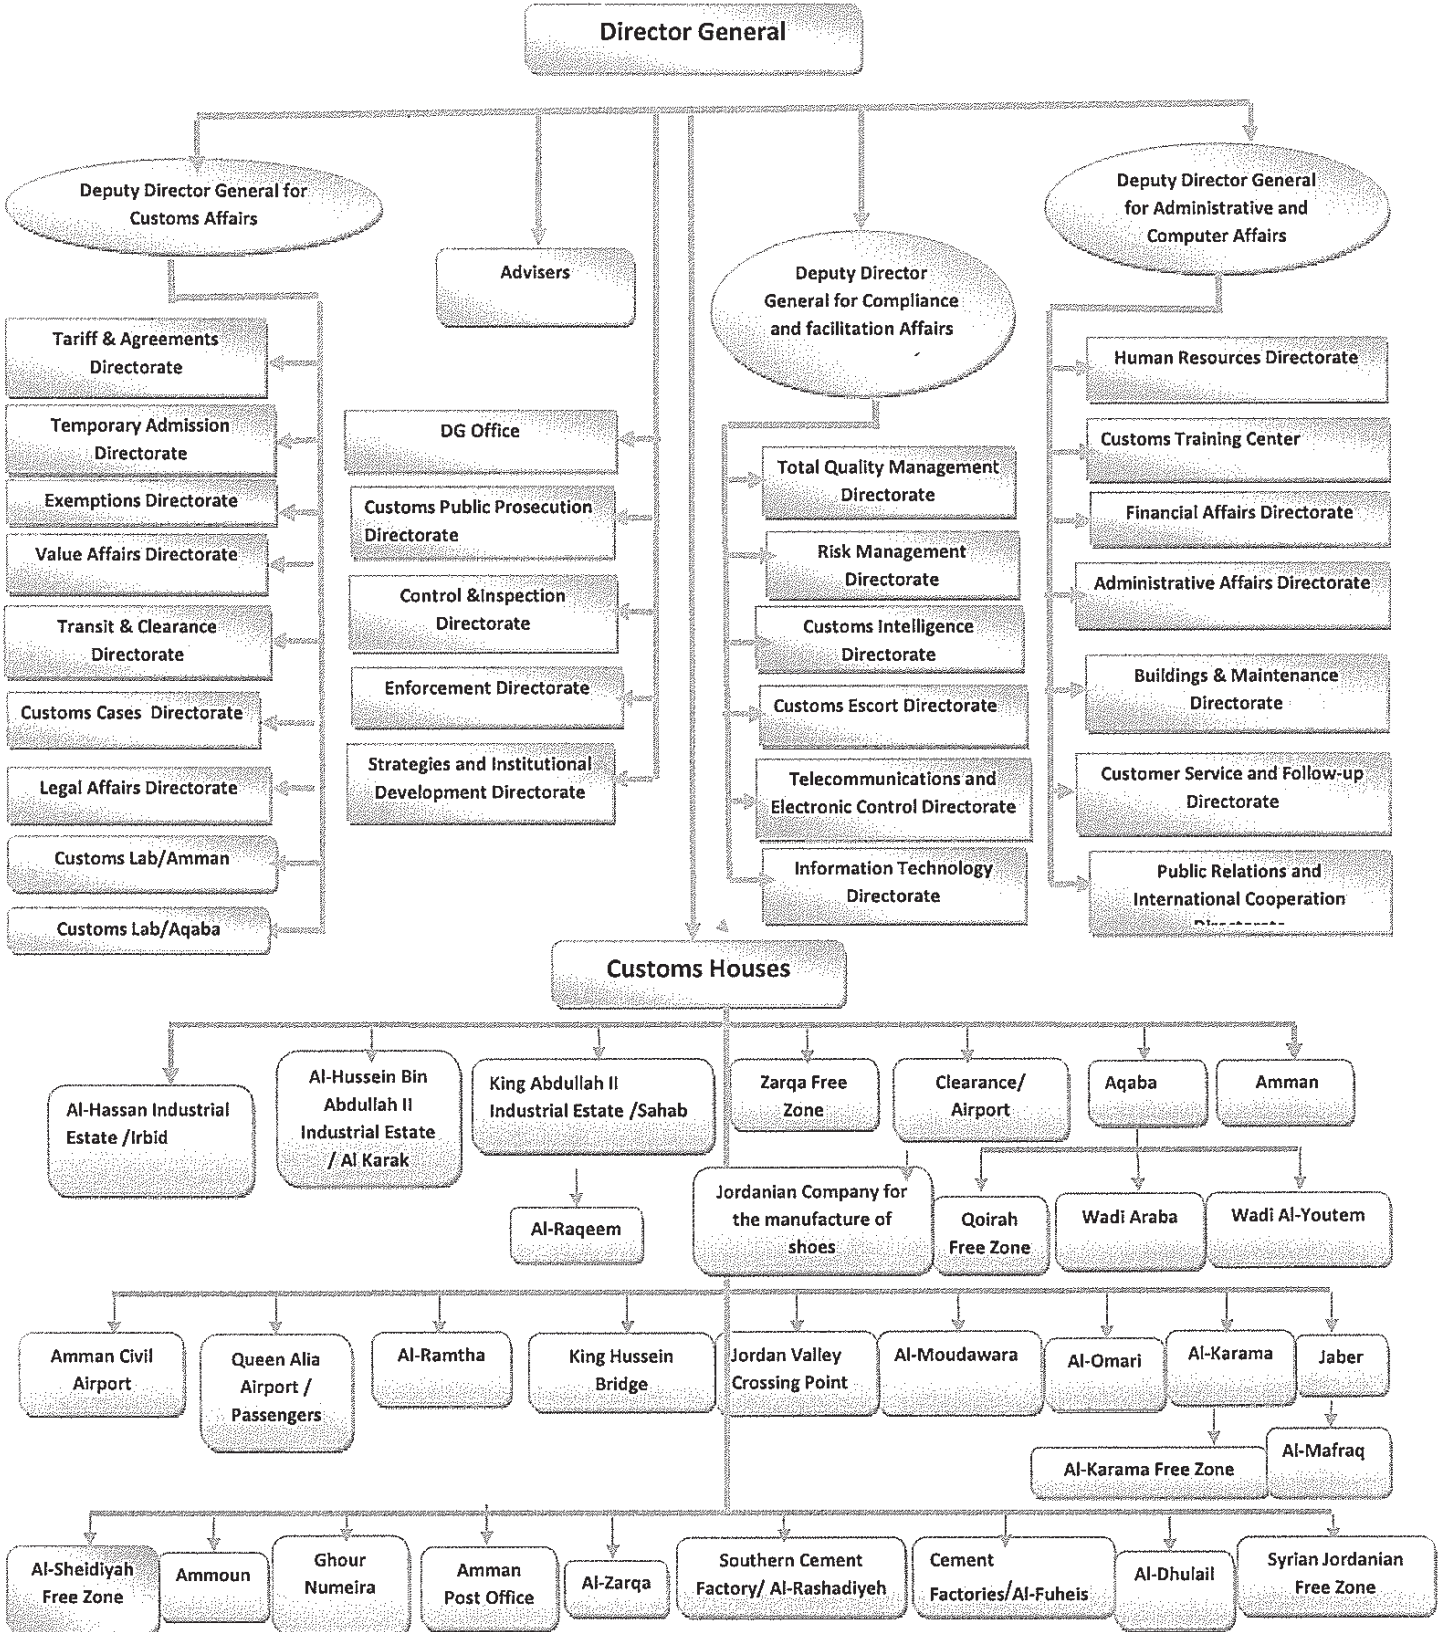 Director General
Deputy Director General for
Customs Affairs
Advisers
Deputy Director
General for Compliance
and facilitation Affairs
Deputy Director General
for Administrative and
Computer Affairs
Tariff & Agreements
Directorate
Temporary Admission
Directorate
Exemptions Directorate
Value Affairs Directorate
Transit & Clearance
Directorate
Customs Cases Directorate
Legal Affairs Directorate
Customs Lab/Amman
Customs Lab/Aqaba
DG Office
Customs Public Prosecution
Directorate
Control &Inspection
Directorate
Enforcement Directorate
Strategies and Institutional
Development Directorate
Total Quality Management
Directorate
Risk Management
Directorate
Customs Intelligence
Directorate
Customs Escort Directorate
Telecommunications and
Electronic Control Directorate
Information Technology
Directorate
Human Resources Directorate
Customs Training Center
Financial Affairs Directorate
Administrative Affairs Directorate
Buildings & Maintenance
Directorate
Customer Service and Follow-up
Directorate
Public Relations and
International Cooperation
Customs Houses
Al-Hassan Industrial
Estate /Irbid
Al-Hussein Bin
Abdullah II
Industrial Estate
/ Al Karak
King Abdullah II
Industrial Estate /Sahab
Zarqa Free
Zone
Clearance/
Airport
Aqaba
Amman
Al-Raqeem
Jordanian Company for
the manufacture of
shoes
Qoirah
Free Zone
Wadi Araba
Wadi Al-Youtem
Amman Civil
Airport
Queen Alia
Airport /
Passengers
Al-Ramtha
King Hussein
Bridge
Jordan Valley
Crossing Point
Al-Moudawara
Al-Omari
Al-Karama
Jaber
Al-Karama Free Zone
Al-Mafraq
Al-Sheidiyah
Free Zone
Ammoun
Ghour
Numeira
Amman
Post Office
Al-Zarqa
Southern Cement
Factory/ Al-Rashadiyeh
Cement
Factories/Al-Fuheis
Al-Dhulail
Syrian Jordanian
Free Zone